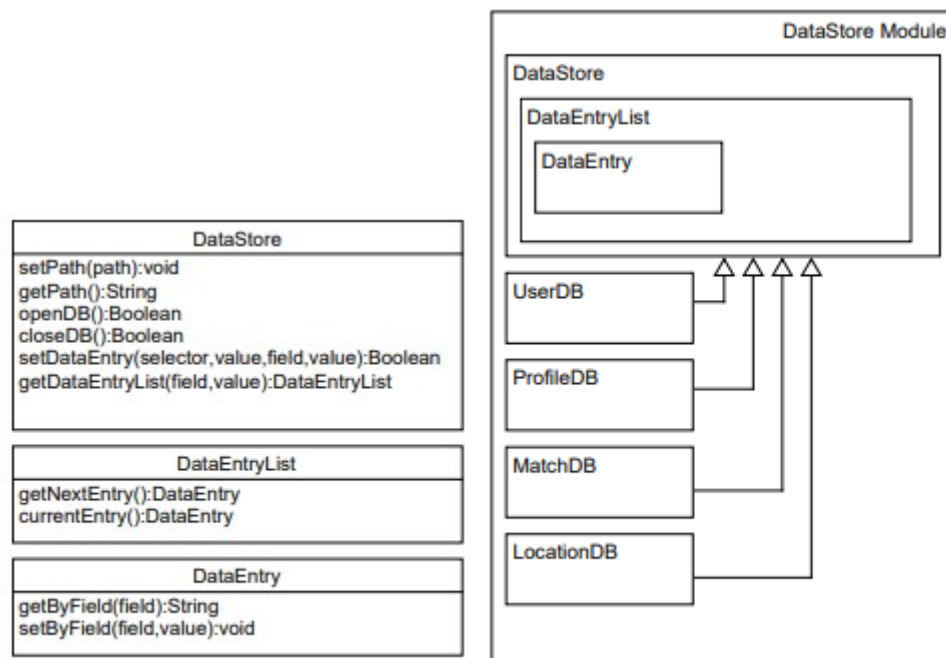 DataStore Module
DataStore
DataEntryList
DataEntry
DataStore
setPath(path):void
getPath():String
openDB():Boolean
closeDB():Boolean
setDataEntry(selector,value,field,value):Boolean
getDataEntryList(field,value):DataEntryList
DataEntryList
getNextEntry():DataEntry
currentEntry():DataEntry
DataEntry
getByField(field):String
setByField(field,value):void
UserDB
ProfileDB
MatchDB
LocationDB